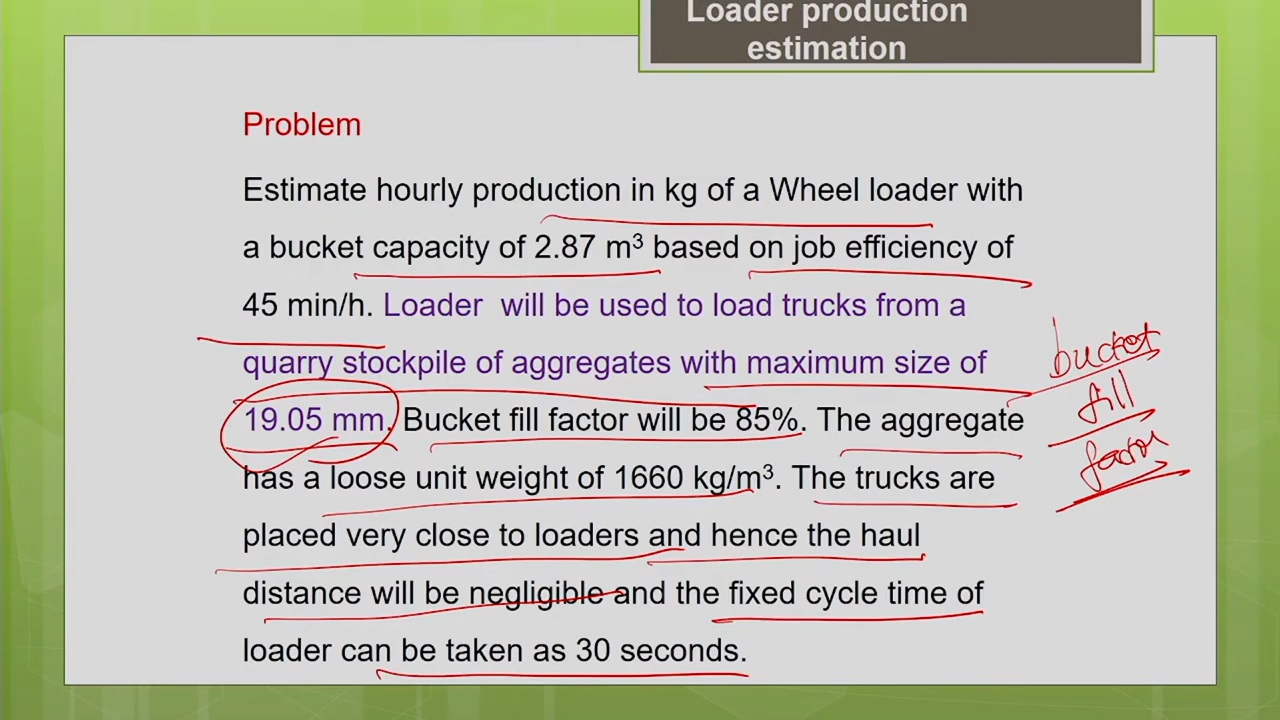 Loader production
estimation
Problem
Estimate hourly production in kg of a Wheel loader with
a bucket capacity of 2.87 m³ based on job efficiency of
45 min/h. Loader will be used to load trucks from a
quarry stockpile of aggregates with maximum size of
19.05 mm. Bucket fill factor will be 85%. The aggregate
has a loose unit weight of 1660 kg/m³. The trucks are
placed very close to loaders and hence the haul
distance will be negligible and the fixed cycle time of
loader can be taken as 30 seconds.
bucket
fill
factor